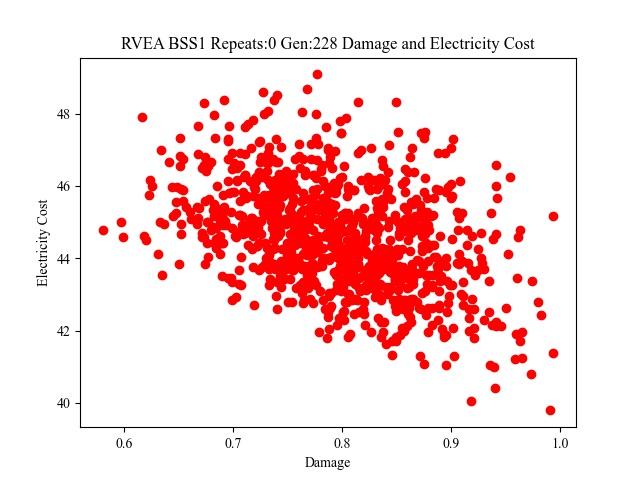 RVEA BSS1 Repeats:0 Gen:228 Damage and Electricity Cost
48
46
44
42
40
Electricity Cost
0.6 0.7 0.8 0.9 1.0
Damage